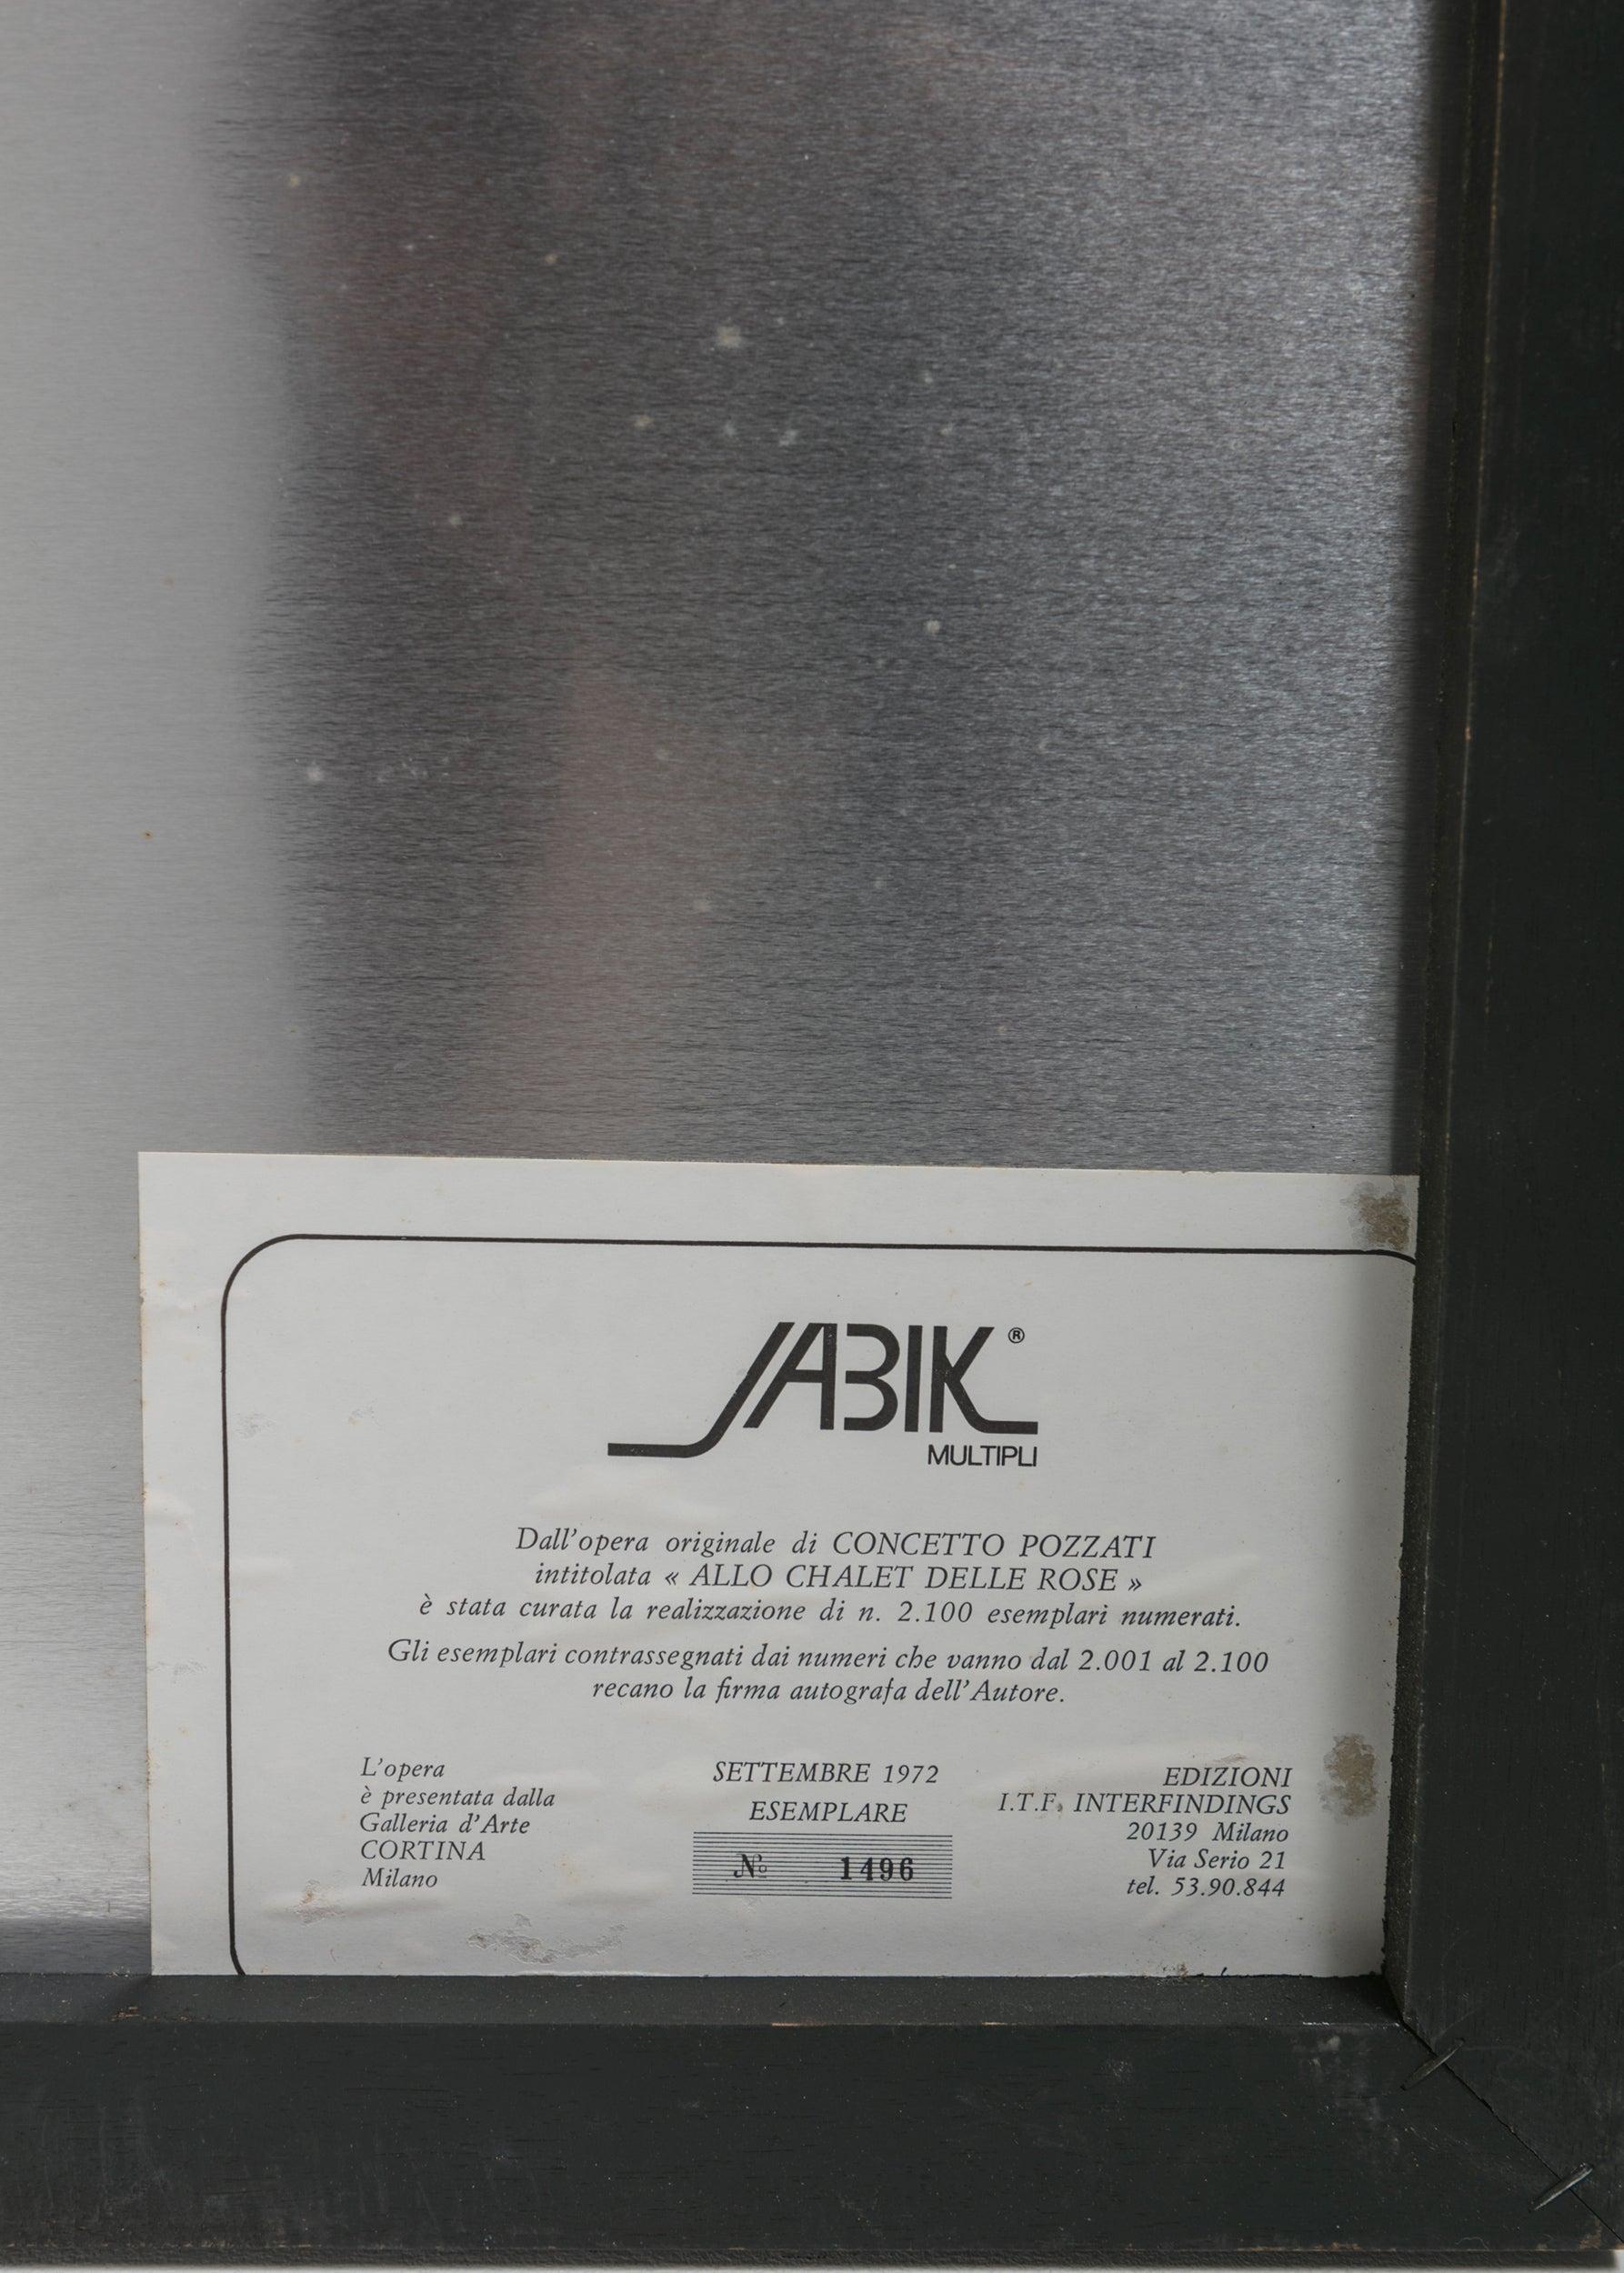 JABIK ®
MULTIPLI
Dall'opera originale di CONCETTO POZZATI
intitolata « ALLO CHALET DELLE ROSE »
è stata curata la realizzazione di n. 2.100 esemplari numerati.
Gli esemplari contrassegnati dai numeri che vanno dal 2.001 al 2.100
recano la firma autografa dell'Autore.
L'opera
è presentata dalla
Galleria d'Arte
CORTINA
Milano
SETTEMBRE 1972
ESEMPLARE
No 1496
EDIZIONI
I.T.F. INTERFINDINGS
20139 Milano
Via Serio 21
tel. 53.90.844